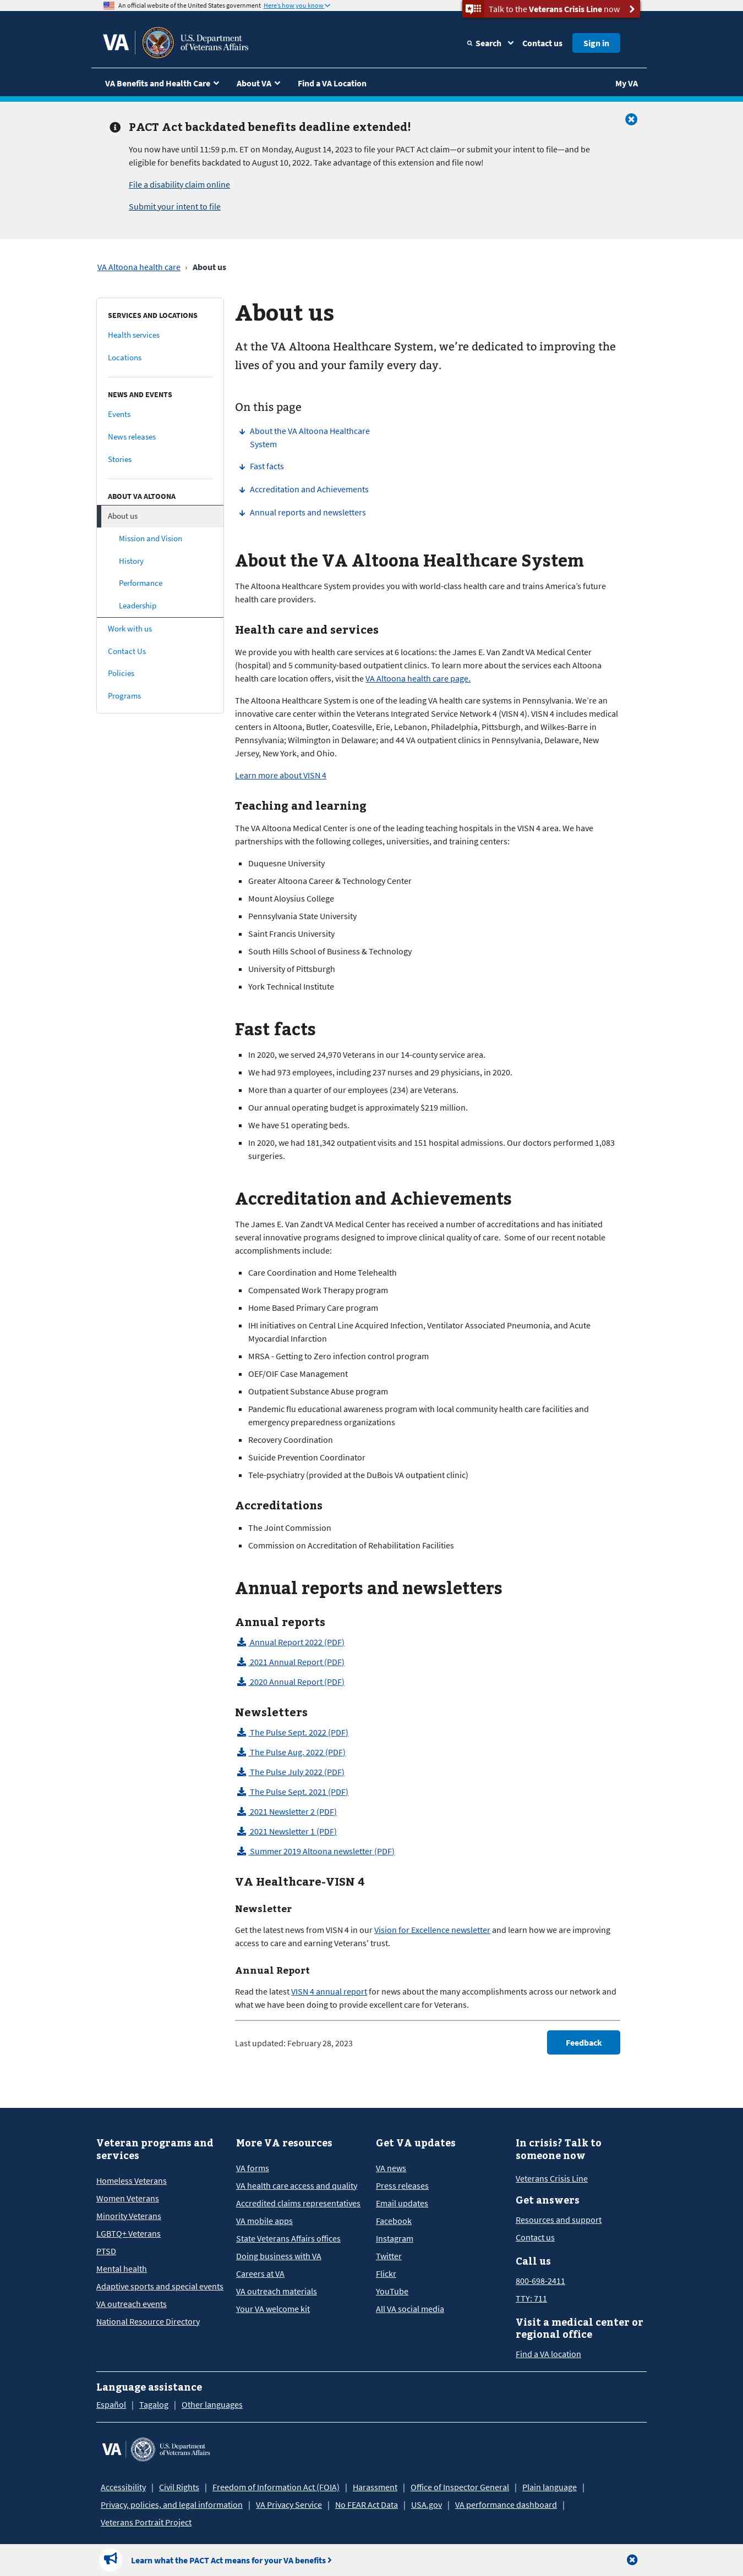 An official website of the United States government Here's how you know
Talk to the Veterans Crisis Line now
VA
U.S. Department
of Veterans Affairs
Search
Contact us
Sign in
VA Benefits and Health Care
About VA
Find a VA Location
My VA
PACT Act backdated benefits deadline extended!
You now have until 11:59 p.m. ET on Monday, August 14, 2023 to file your PACT Act claim—or submit your intent to file—and be
eligible for benefits backdated to August 10, 2022. Take advantage of this extension and file now!
File a disability claim online
Submit your intent to file
VA Altoona health care › About us
SERVICES AND LOCATIONS
Health services
Locations
NEWS AND EVENTS
Events
News releases
Stories
ABOUT VA ALTOONA
About us
Mission and Vision
History
Performance
Leadership
Work with us
Contact Us
Policies
Programs
About us
At the VA Altoona Healthcare System, we're dedicated to improving the
lives of you and your family every day.
On this page
About the VA Altoona Healthcare
System
Fast facts
Accreditation and Achievements
Annual reports and newsletters
About the VA Altoona Healthcare System
The Altoona Healthcare System provides you with world-class health care and trains America's future
health care providers.
Health care and services
We provide you with health care services at 6 locations: the James E. Van Zandt VA Medical Center
(hospital) and 5 community-based outpatient clinics. To learn more about the services each Altoona
health care location offers, visit the VA Altoona health care page.
The Altoona Healthcare System is one of the leading VA health care systems in Pennsylvania. We're an
innovative care center within the Veterans Integrated Service Network 4 (VISN 4). VISN 4 includes medical
centers in Altoona, Butler, Coatesville, Erie, Lebanon, Philadelphia, Pittsburgh, and Wilkes-Barre in
Pennsylvania; Wilmington in Delaware; and 44 VA outpatient clinics in Pennsylvania, Delaware, New
Jersey, New York, and Ohio.
Learn more about VISN 4
Teaching and learning
The VA Altoona Medical Center is one of the leading teaching hospitals in the VISN 4 area. We have
partnerships with the following colleges, universities, and training centers:
Duquesne University
Greater Altoona Career & Technology Center
Mount Aloysius College
Pennsylvania State University
Saint Francis University
South Hills School of Business & Technology
University of Pittsburgh
York Technical Institute
Fast facts
In 2020, we served 24,970 Veterans in our 14-county service area.
We had 973 employees, including 237 nurses and 29 physicians, in 2020.
More than a quarter of our employees (234) are Veterans.
Our annual operating budget is approximately $219 million.
We have 51 operating beds.
In 2020, we had 181,342 outpatient visits and 151 hospital admissions. Our doctors performed 1,083
surgeries.
Accreditation and Achievements
The James E. Van Zandt VA Medical Center has received a number of accreditations and has initiated
several innovative programs designed to improve clinical quality of care. Some of our recent notable
accomplishments include:
Care Coordination and Home Telehealth
Compensated Work Therapy program
Home Based Primary Care program
IHI initiatives on Central Line Acquired Infection, Ventilator Associated Pneumonia, and Acute
Myocardial Infarction
MRSA - Getting to Zero infection control program
OEF/OIF Case Management
Outpatient Substance Abuse program
Pandemic flu educational awareness program with local community health care facilities and
emergency preparedness organizations
Recovery Coordination
Suicide Prevention Coordinator
Tele-psychiatry (provided at the DuBois VA outpatient clinic)
Accreditations
The Joint Commission
Commission on Accreditation of Rehabilitation Facilities
Annual reports and newsletters
Annual reports
Annual Report 2022 (PDF)
2021 Annual Report (PDF)
2020 Annual Report (PDF)
Newsletters
The Pulse Sept. 2022 (PDF)
The Pulse Aug. 2022 (PDF)
The Pulse July 2022 (PDF)
The Pulse Sept. 2021 (PDF)
2021 Newsletter 2 (PDF)
2021 Newsletter 1 (PDF)
Summer 2019 Altoona newsletter (PDF)
VA Healthcare-VISN 4
Newsletter
Get the latest news from VISN 4 in our Vision for Excellence newsletter and learn how we are improving
access to care and earning Veterans' trust.
Annual Report
Read the latest VISN 4 annual report for news about the many accomplishments across our network and
what we have been doing to provide excellent care for Veterans.
Last updated: February 28, 2023
Feedback
Veteran programs and
services
Homeless Veterans
Women Veterans
Minority Veterans
LGBTQ+ Veterans
PTSD
Mental health
Adaptive sports and special events
VA outreach events
National Resource Directory
More VA resources
VA forms
VA health care access and quality
Accredited claims representatives
VA mobile apps
State Veterans Affairs offices
Doing business with VA
Careers at VA
VA outreach materials
Your VA welcome kit
Get VA updates
VA news
Press releases
Email updates
Facebook
Instagram
Twitter
Flickr
YouTube
All VA social media
In crisis? Talk to
someone now
Veterans Crisis Line
Get answers
Resources and support
Contact us
Call us
800-698-2411
TTY: 711
Visit a medical center or
regional office
Find a VA location
Language assistance
Español | Tagalog | Other languages
VA
U.S. Department
of Veterans Affairs
Accessibility | Civil Rights | Freedom of Information Act (FOIA) | Harassment | Office of Inspector General | Plain language |
Privacy, policies, and legal information | VA Privacy Service | No FEAR Act Data | USA.gov | VA performance dashboard |
Veterans Portrait Project
Learn what the PACT Act means for your VA benefits